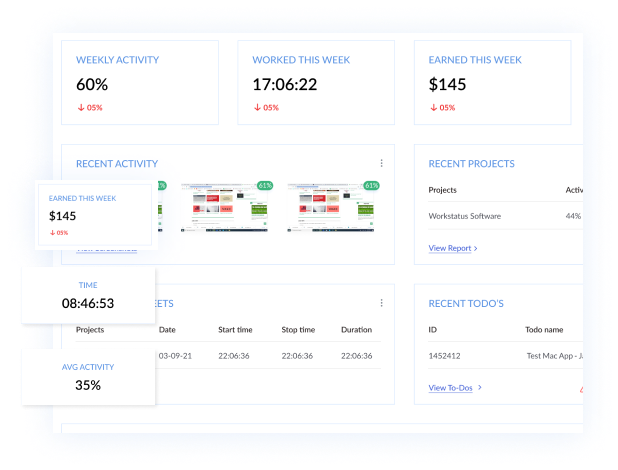 WEEKLY ACTIVITY
60%
05%
WORKED THIS WEEK
17:06:22
05%
EARNED THIS WEEK
$145
05%
RECENT ACTIVITY
1%
61%
61%
EARNED THIS WEEK
$145
05%
RECENT PROJECTS
Projects Activ
Workstatus Software 44%
View Report >
TIME
08:46:53
EETS
Projects Date Start time Stop time Duration
03-09-21 22:06:36 22:06:36 22:06:36
AVG ACTIVITY
35%
RECENT TODO'S
ID Todo name
1452412 Test Mac App - Ja
View To-Dos >